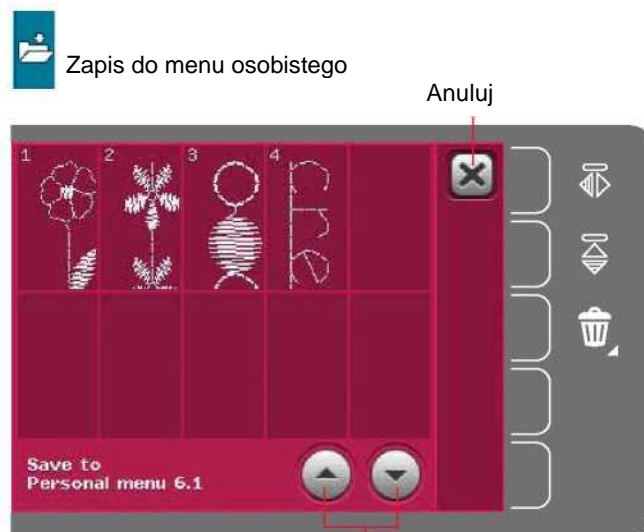 Zapis do menu osobistego
Anuluj
1 2 3 4
Save to
Personal menu 6.1